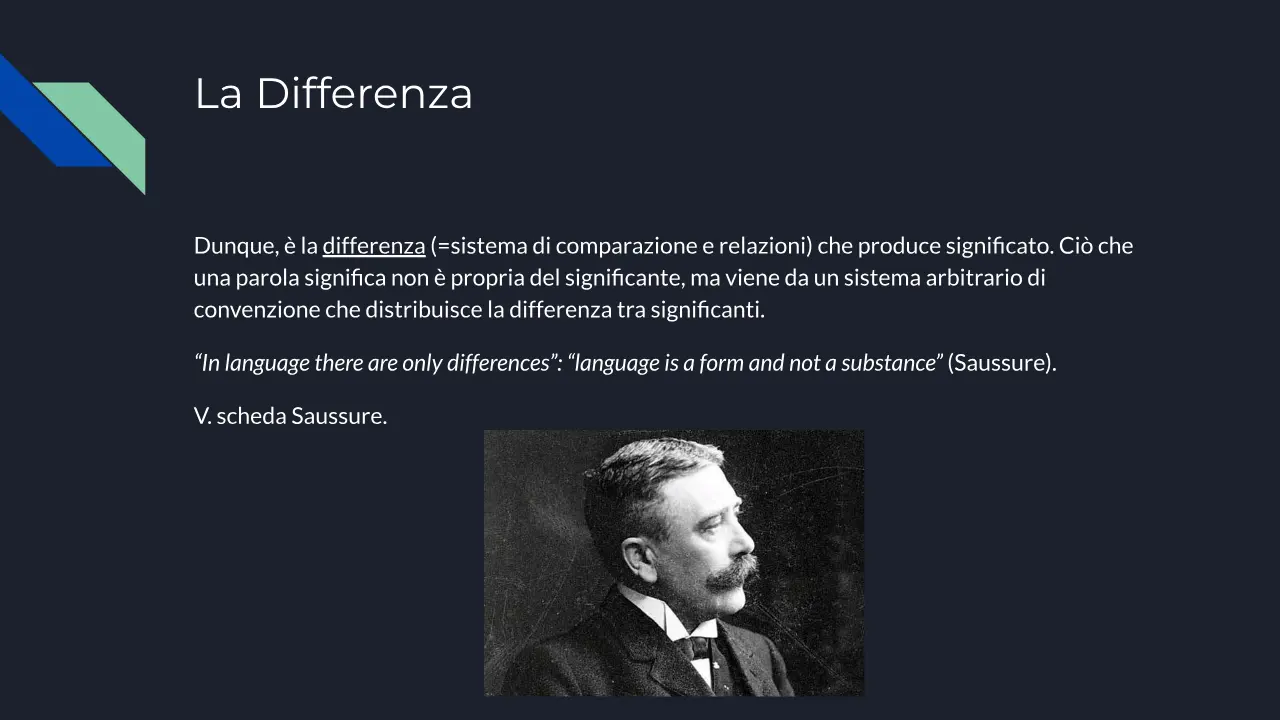 La Differenza
Dunque, è la differenza (=sistema di comparazione e relazioni) che produce significato. Ciò che
una parola significa non è propria del significante, ma viene da un sistema arbitrario di
convenzione che distribuisce la differenza tra significanti.
“In language there are only differences”: “language is a form and not a substance” (Saussure).
V. scheda Saussure.